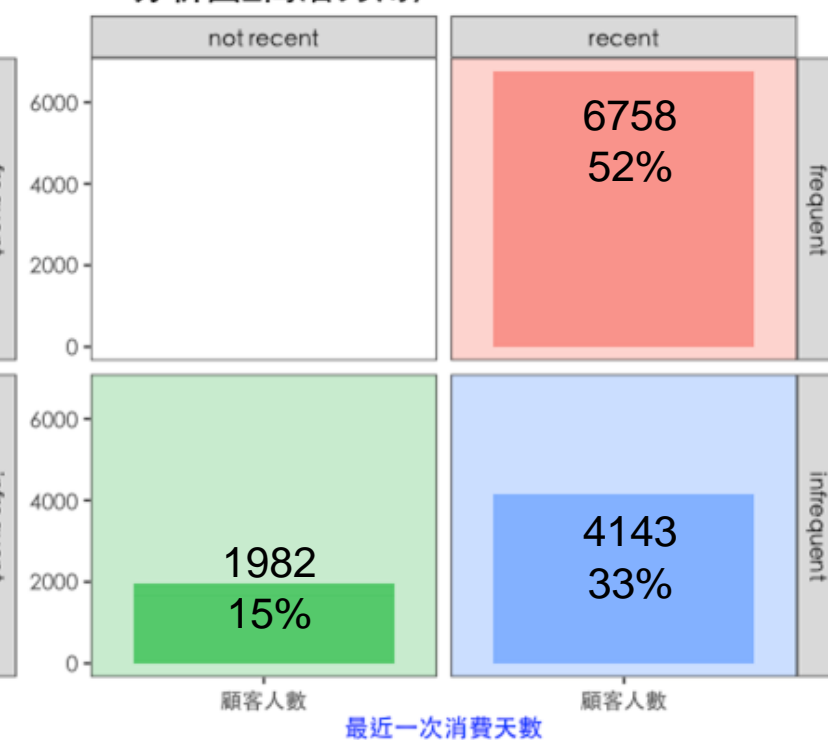 not recent
recent
6000
4000
2000
0
6758
52%
frequent
6000
4000
2000
0
1982
15%
4143
33%
infrequent
顧客人數
顧客人數
最近一次消費天數